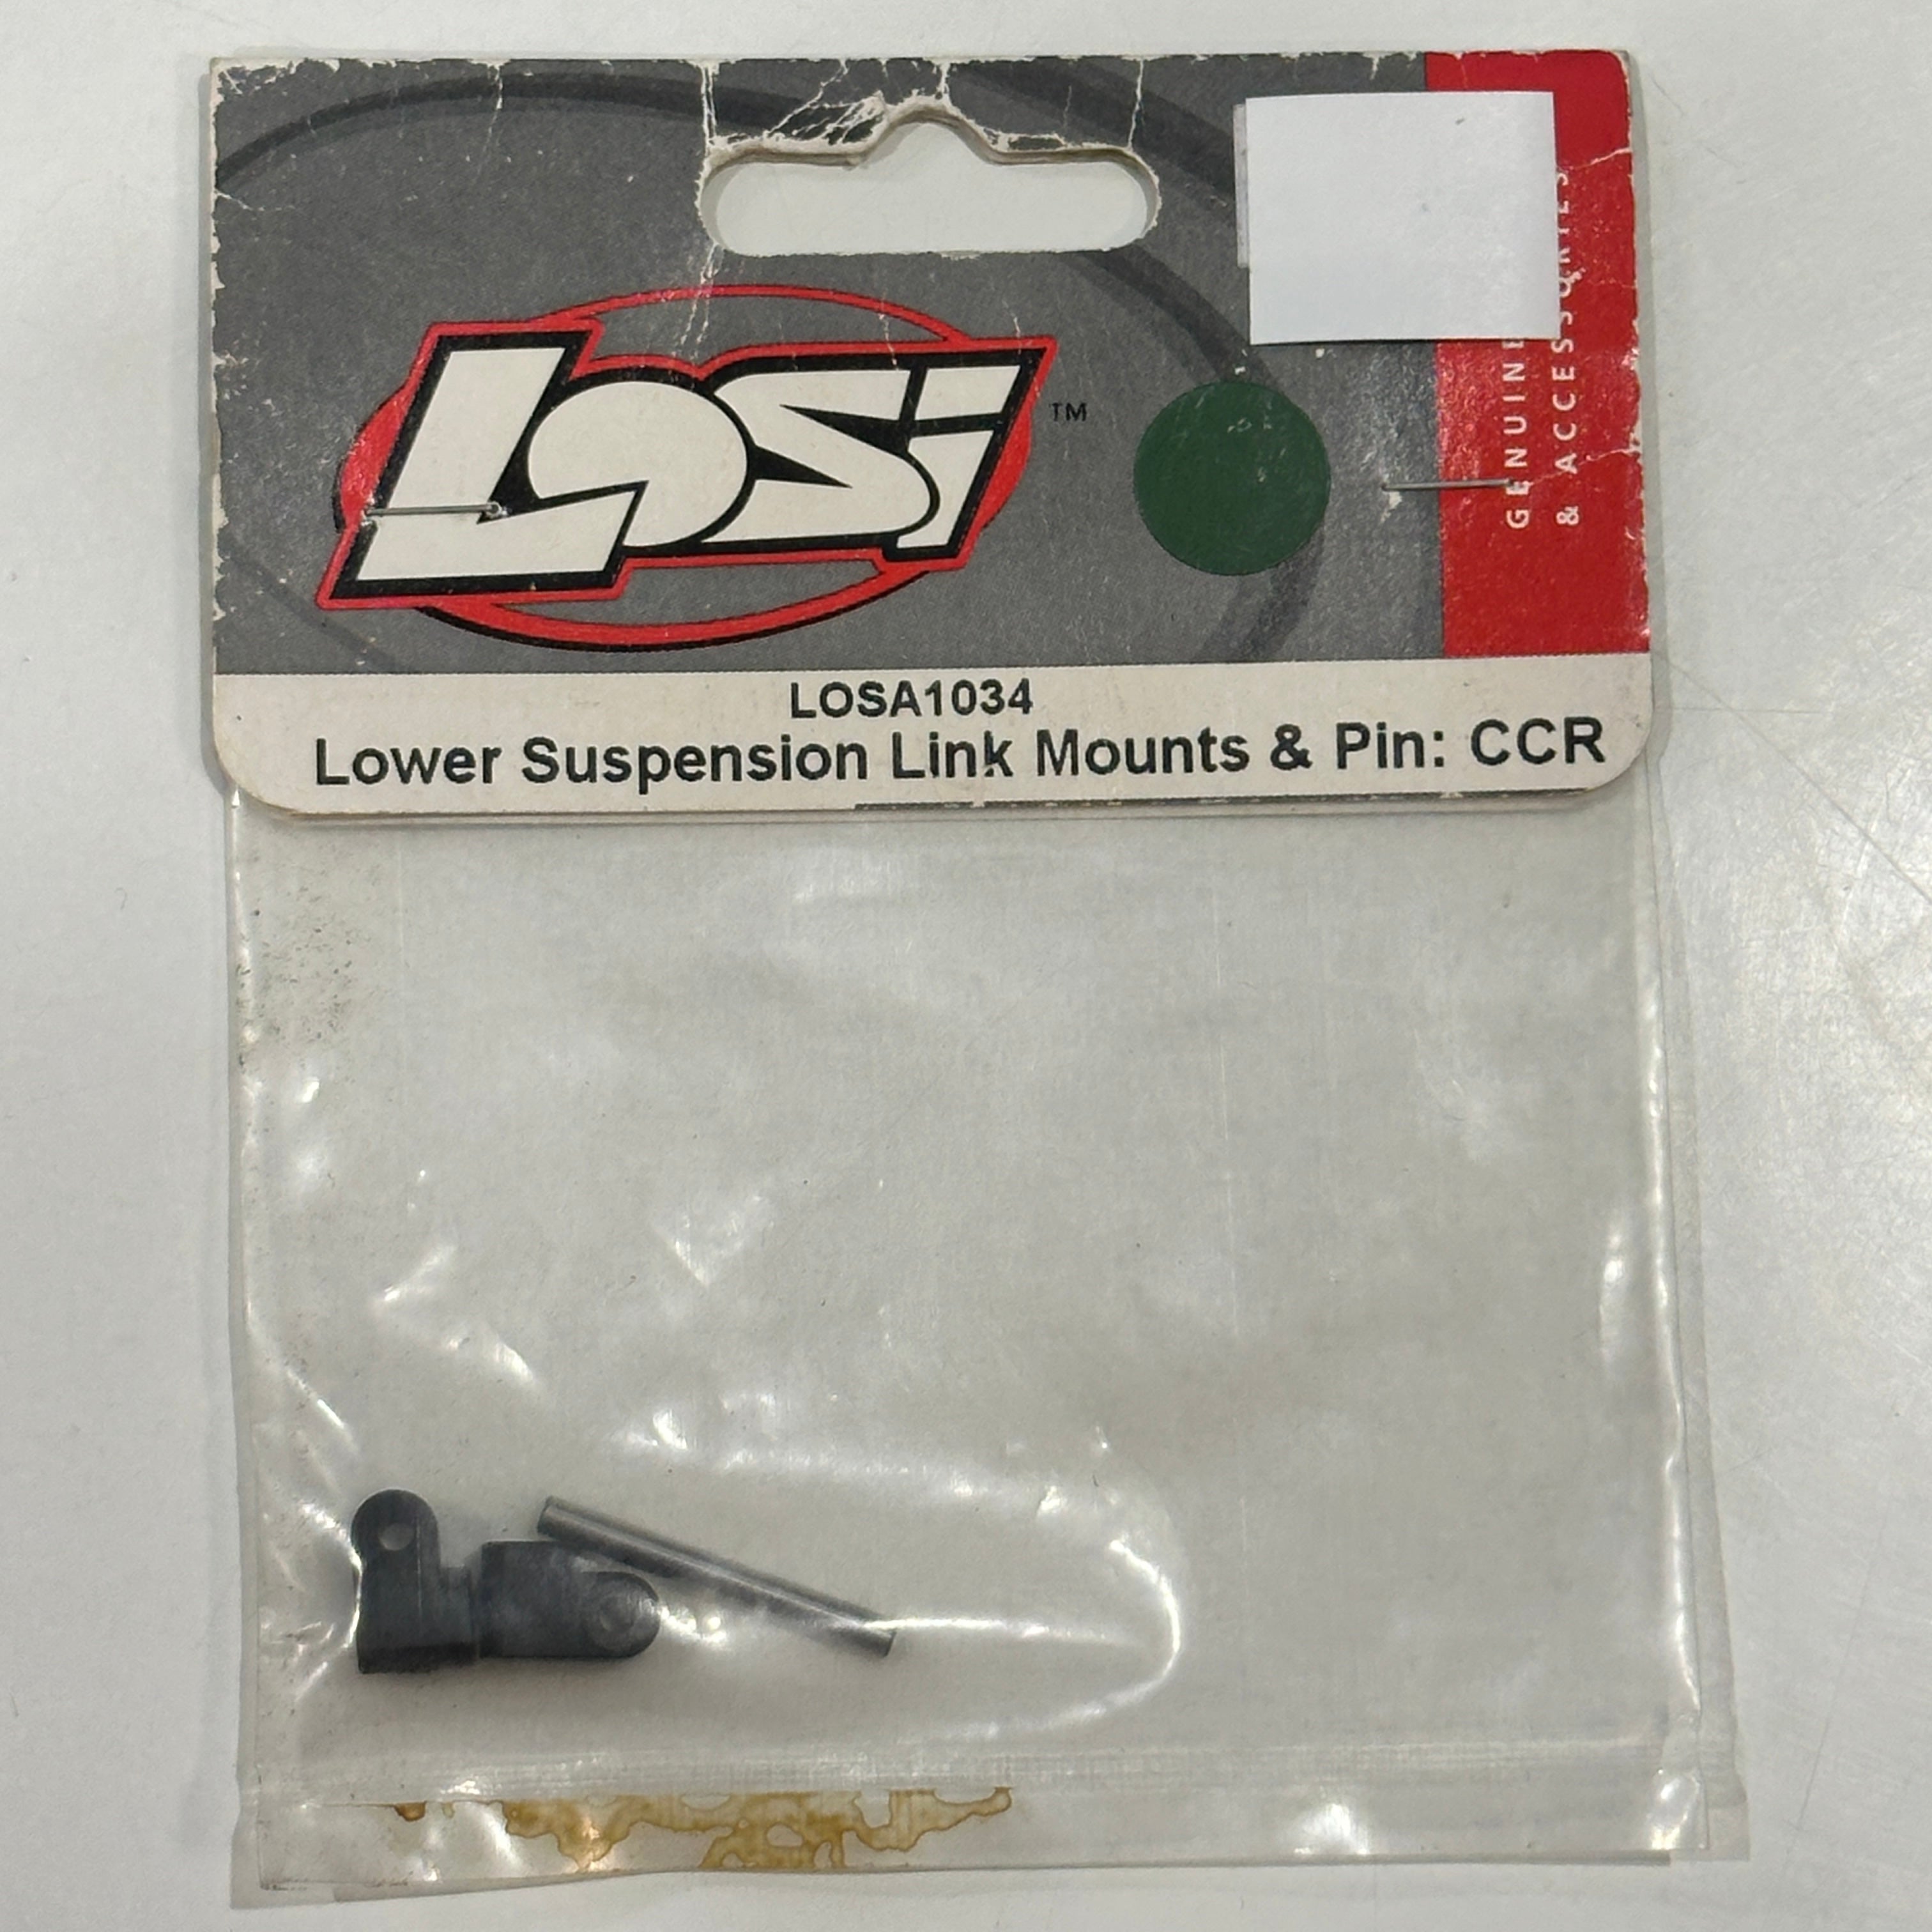 Losi
TM
GENUINE
& ACCESSORIES
LOSA1034
Lower Suspension Link Mounts & Pin: CCR